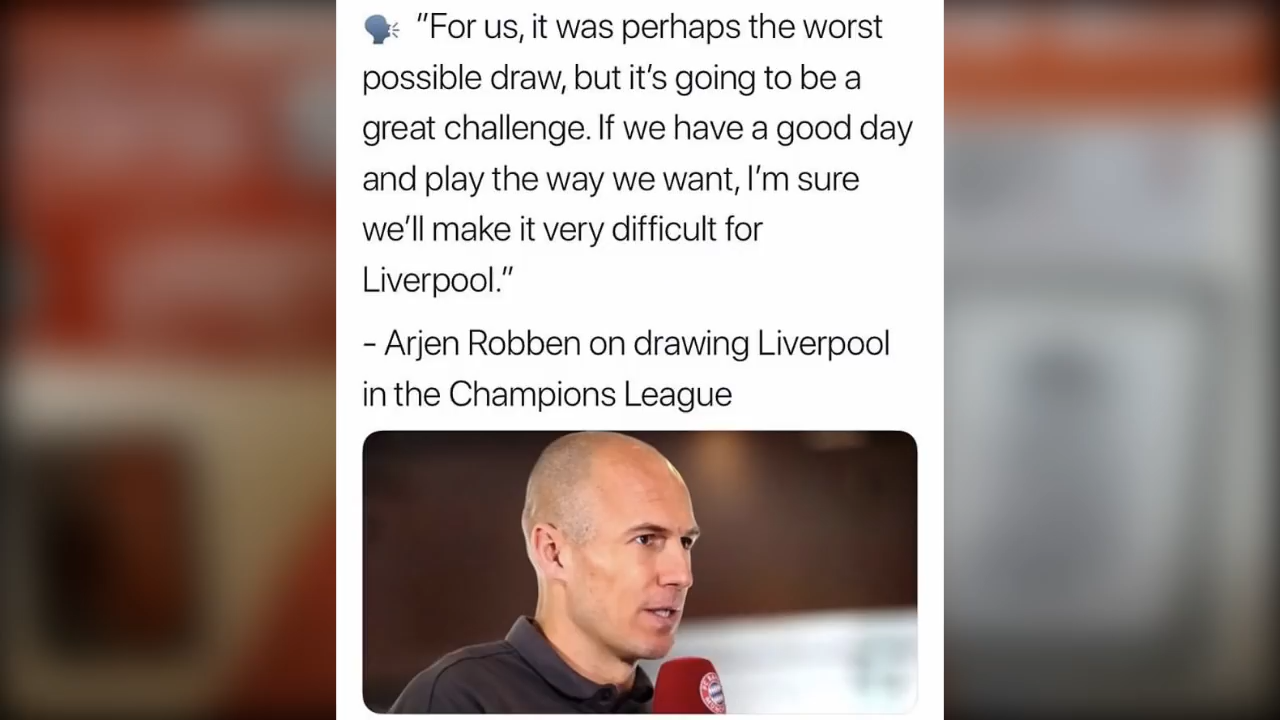 🗣 "For us, it was perhaps the worst
possible draw, but it's going to be a
great challenge. If we have a good day
and play the way we want, I'm sure
we'll make it very difficult for
Liverpool."
- Arjen Robben on drawing Liverpool
in the Champions League